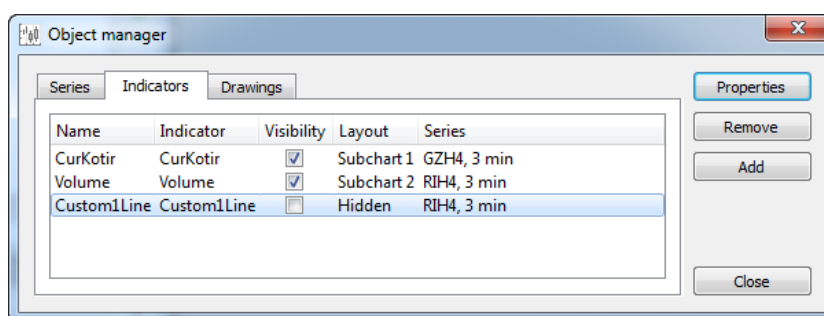 Object manager
Series Indicators Drawings
Properties
Remove
Add
Name Indicator Visibility Layout Series
CurKotir CurKotir Subchart 1 GZH4, 3 min
Volume Volume Subchart 2 RIH4, 3 min
Custom1Line Custom1Line Hidden RIH4, 3 min
Close